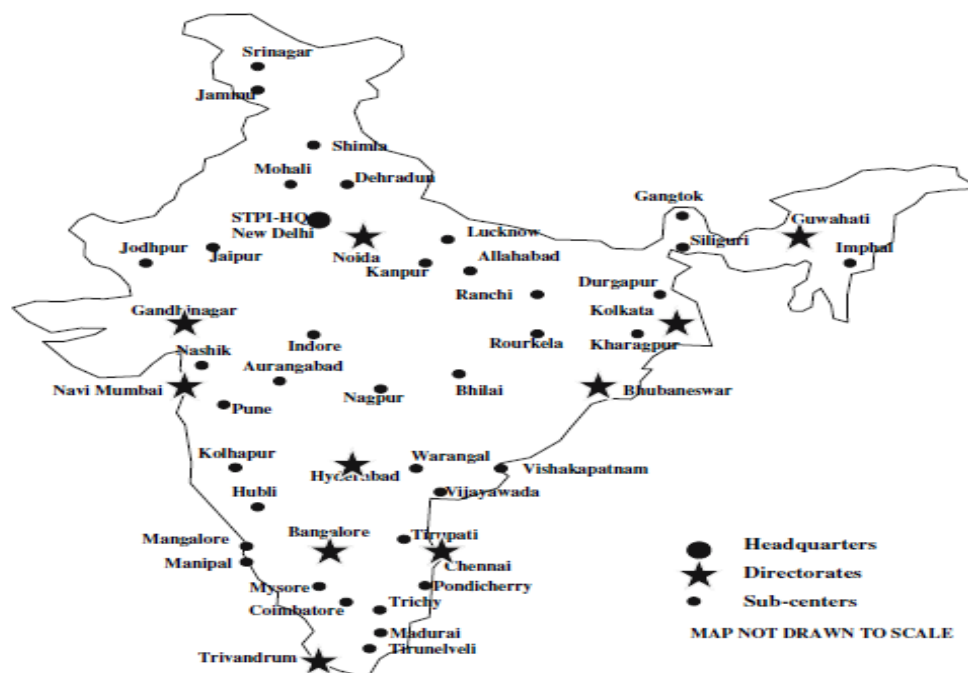 Srinagar
Jammu
Shimla
Mohali
Dehradun
STPI-HQ
New Delhi
Noida
Lucknow
Kanpur
Allahabad
Jodhpur
Jaipur
Gangtok
Siliguri
Guwahati
Imphal
Ranchi
Durgapur
Kolkata
Gandhinagar
Indore
Rourkela
Kharagpur
Nashik
Aurangabad
Navi Mumbai
Nagpur
Bhilai
Bhubaneswar
Pune
Kolhapur
Hyderabad
Warangal
Vishakapatnam
Hubli
Vijayawada
Mangalore
Bangalore
Tirupati
Manipal
Chennai
Mysore
Pondicherry
Coimbatore
Trichy
Madurai
Tirunelveli
Trivandrum
Headquarters
Directorates
Sub-centers
MAP NOT DRAWN TO SCALE